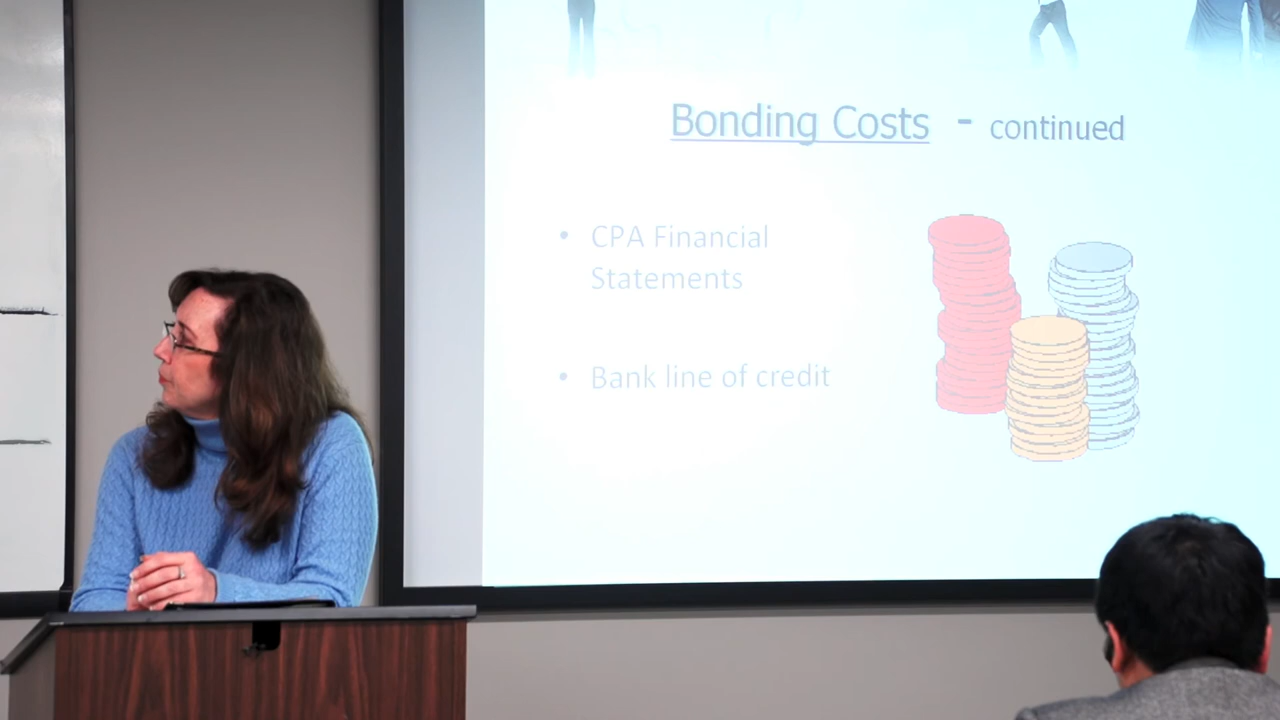 Bonding Costs - continued
• CPA Financial
Statements
• Bank line of credit